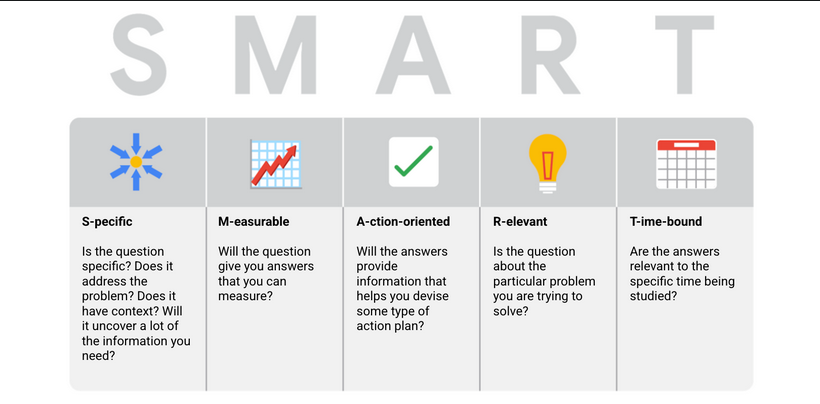 S M A R T
S-pecific
Is the question
specific? Does it
address the
problem? Does it
have context? Will
it uncover a lot of
the information you
need?
M-easurable
Will the question
give you answers
that you can
measure?
A-ction-oriented
Will the answers
provide
information that
helps you devise
some type of
action plan?
R-elevant
Is the question
about the
particular problem
you are trying to
solve?
T-ime-bound
Are the answers
relevant to the
specific time being
studied?